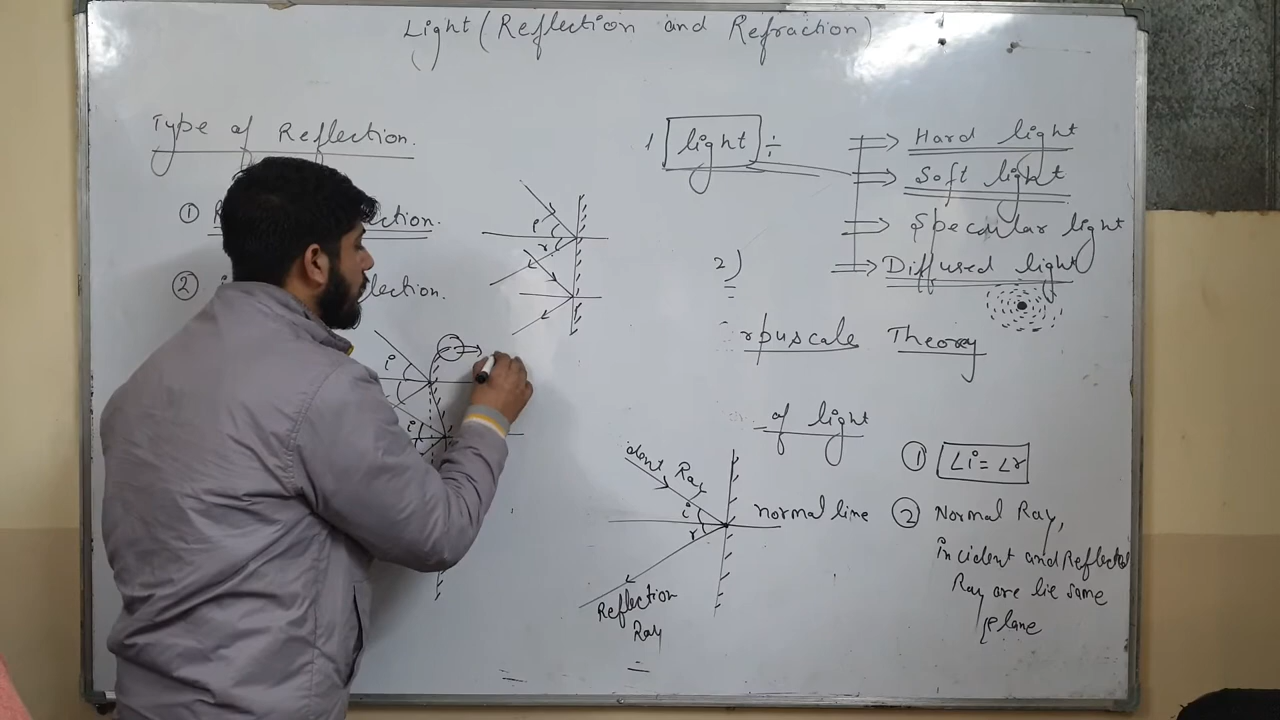 Light (Reflection and Refraction)
Type of Reflection.
① R ction.
② i lection.
i
r
i
i
1 light ÷
Hard light
Soft light
Specular light
Diffused light
2)
rpuscale Theory
of light
dent Ray
i
r
normal line
Reflection
Ray
① ∠i = ∠r
② Normal Ray,
incident and Reflected
Ray are lie same
plane